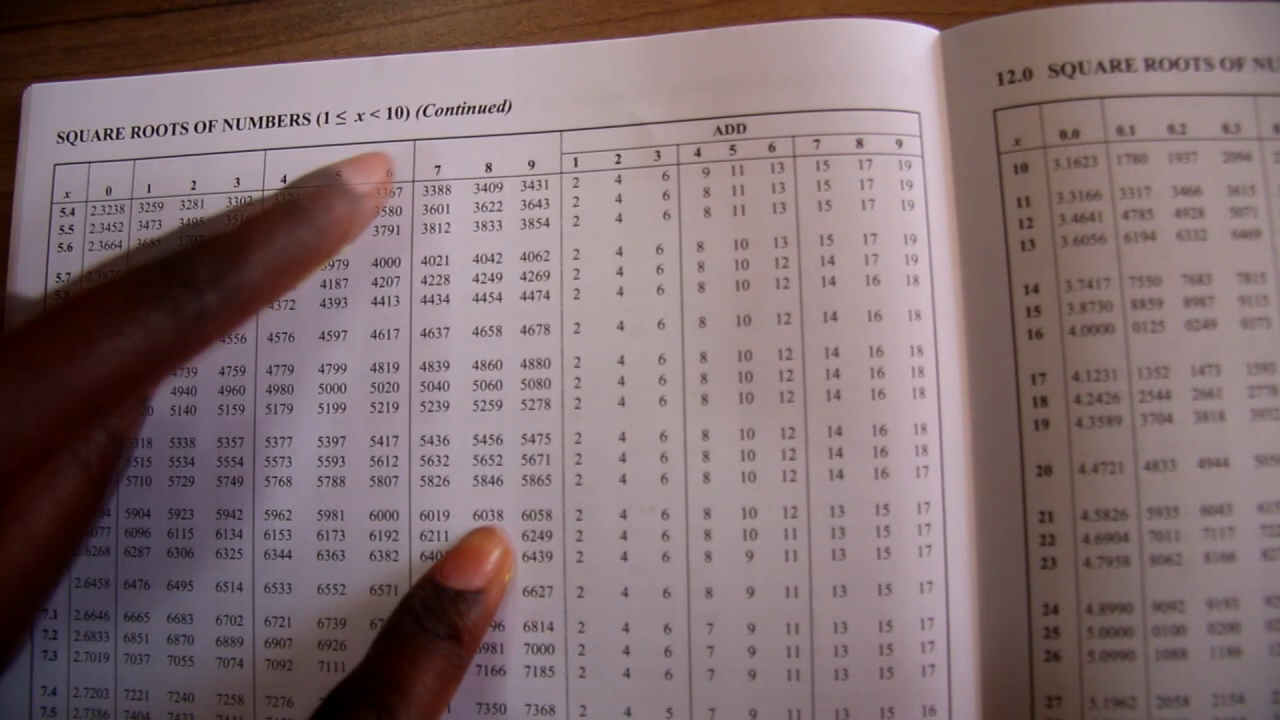 SQUARE ROOTS OF NUMBERS (1 ≤ x < 10) (Continued)
ADD
x 0 1 2 3 4 5 6 7 8 9 1 2 3 4 5 6 7 8 9
5.4 2.3238 3259 3281 3302 3367 3388 3409 3431 2 4 6 9 11 13 15 17 19
5.5 2.3452 3473 3495 3580 3601 3622 3643 2 4 6 8 11 13 15 17 19
5.6 2.3664 3685 3791 3812 3833 3854 2 4 6 8 11 13 15 17 19
5.7 3979 4000 4021 4042 4062 2 4 6 8 10 13 15 17 19
4187 4207 4228 4249 4269 2 4 6 8 10 12 14 17 19
4372 4393 4413 4434 4454 4474 2 4 6 8 10 12 14 16 18
4556 4576 4597 4617 4637 4658 4678 2 4 6 8 10 12 14 16 18
4739 4759 4779 4799 4819 4839 4860 4880 2 4 6 8 10 12 14 16 18
4940 4960 4980 5000 5020 5040 5060 5080 2 4 6 8 10 12 14 16 18
5140 5159 5179 5199 5219 5239 5259 5278 2 4 6 8 10 12 14 16 18
5318 5338 5357 5377 5397 5417 5436 5456 5475 2 4 6 8 10 12 14 16 18
5515 5534 5554 5573 5593 5612 5632 5652 5671 2 4 6 8 10 12 14 16 18
5710 5729 5749 5768 5788 5807 5826 5846 5865 2 4 6 8 10 12 14 16 17
5904 5923 5942 5962 5981 6000 6019 6038 6058 2 4 6 8 10 12 13 15 17
6096 6115 6134 6153 6173 6192 6211 6249 2 4 6 8 10 11 13 15 17
6287 6306 6325 6344 6363 6382 6439 2 4 6 8 9 11 13 15 17
2.6458 6476 6495 6514 6533 6552 6571 6627 2 4 6 8 9 11 13 15 17
7.1 2.6646 6665 6683 6702 6721 6739 6814 2 4 6 7 9 11 13 15 17
7.2 2.6833 6851 6870 6889 6907 6926 7000 2 4 6 7 9 11 13 15 17
7.3 2.7019 7037 7055 7074 7092 7111 7166 7185 2 4 6 7 9 11 13 15 17
7.4 2.7203 7221 7240 7258 7276 7350 7368 2 4 5 7 9 11 13 15 16
7.5 2.7386 7404
12.0 SQUARE ROOTS OF
x 0.0 0.1 0.2 0.3
10 3.1623 1780 1937 2094
11 3.3166 3317 3466 3615
12 3.4641 4785 4928 5071
13 3.6056 6194 6332 6469
14 3.7417 7550 7683 7815
15 3.8730 8859 8987 9115
16 4.0000 0125 0249 0373
17 4.1231 1352 1473
18 4.2426 2544 2661
19 4.3589 3704 3818
20 4.4721 4833 4944
21 4.5826 5935 6043
22 4.6904 7011 7117
23 4.7958 8062 8166
24 4.8990 9092 9193
25 5.0000 0100 0200
26 5.0990 1088 1186
27 5.1962 2058 2154